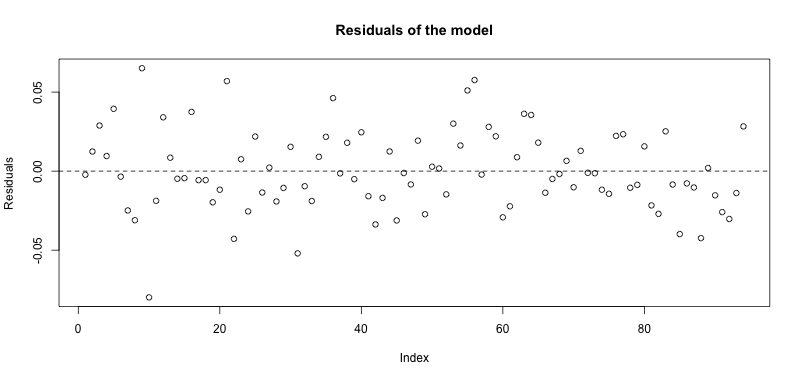 Residuals of the model
Residuals
0.05
0.00
-0.05
0 20 40 60 80
Index